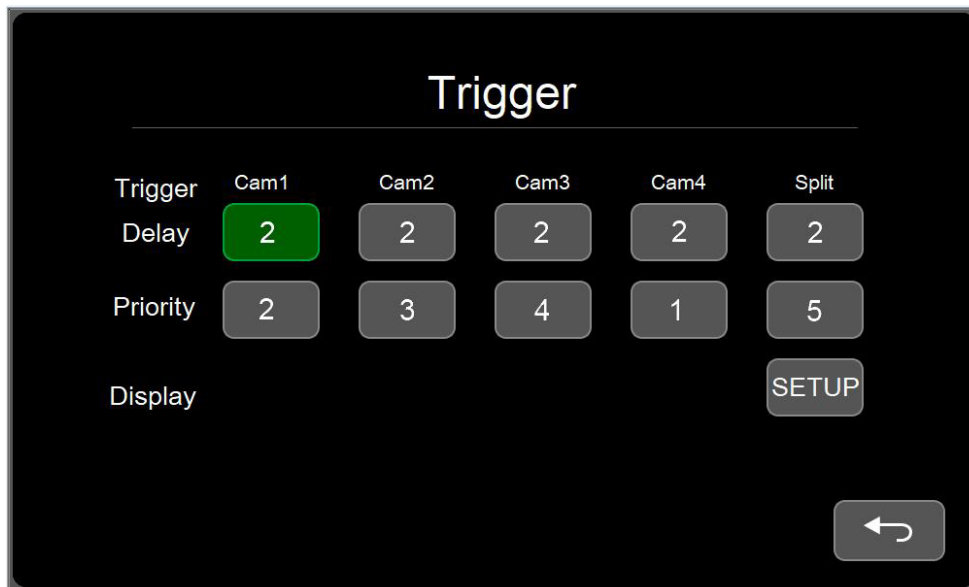 Trigger
Trigger Cam1 Cam2 Cam3 Cam4 Split
Delay 2 2 2 2 2
Priority 2 3 4 1 5
Display SETUP